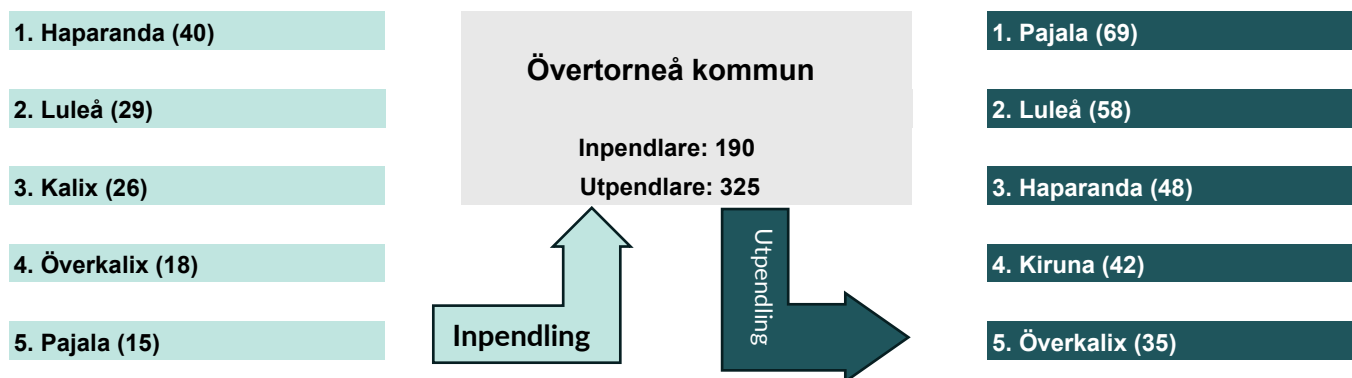 1. Haparanda (40)
2. Luleå (29)
3. Kalix (26)
4. Överkalix (18)
5. Pajala (15)
Övertorneå kommun
Inpendlare: 190
Utpendlare: 325
Inpendling
Utpendling
1. Pajala (69)
2. Luleå (58)
3. Haparanda (48)
4. Kiruna (42)
5. Överkalix (35)